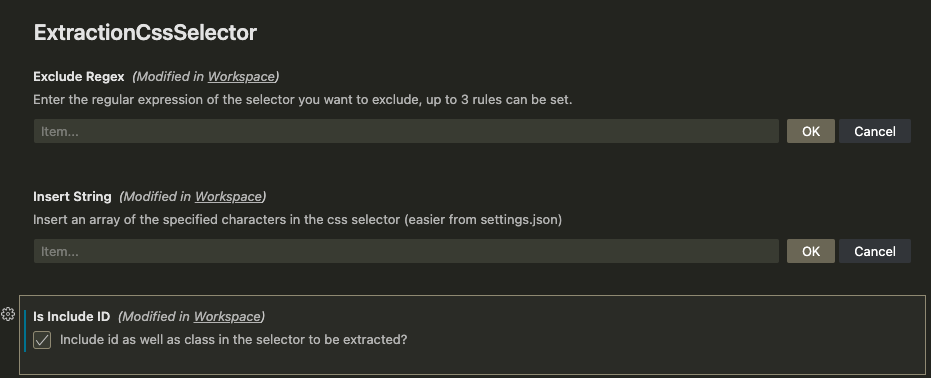 ExtractionCssSelector
Exclude Regex (Modified in Workspace)
Enter the regular expression of the selector you want to exclude, up to 3 rules can be set.
Item... OK Cancel
Insert String (Modified in Workspace)
Insert an array of the specified characters in the css selector (easier from settings.json)
Item... OK Cancel
Is Include ID (Modified in Workspace)
Include id as well as class in the selector to be extracted?